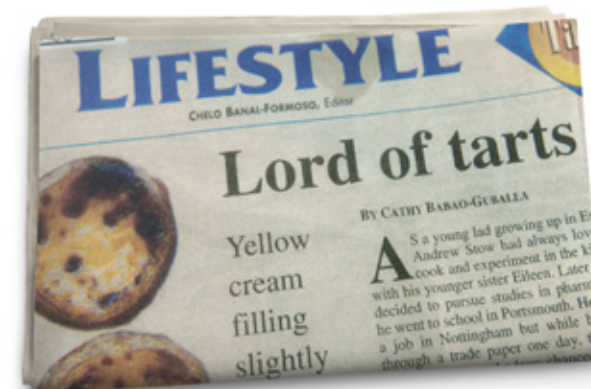 LIFESTYLE
CHELO BANAL-FORMOSO, Editor
Lord of tarts
BY CATHY BABAO-GUBALLA
Yellow
cream
filling
slightly
AS a young lad growing up in
Andrew Stow had always
cook and experiment in the
with his younger sister Eileen. Later
decided to pursue studies in
he went to school in Portsmouth.
a job in Nottingham but while
through a trade paper one day,